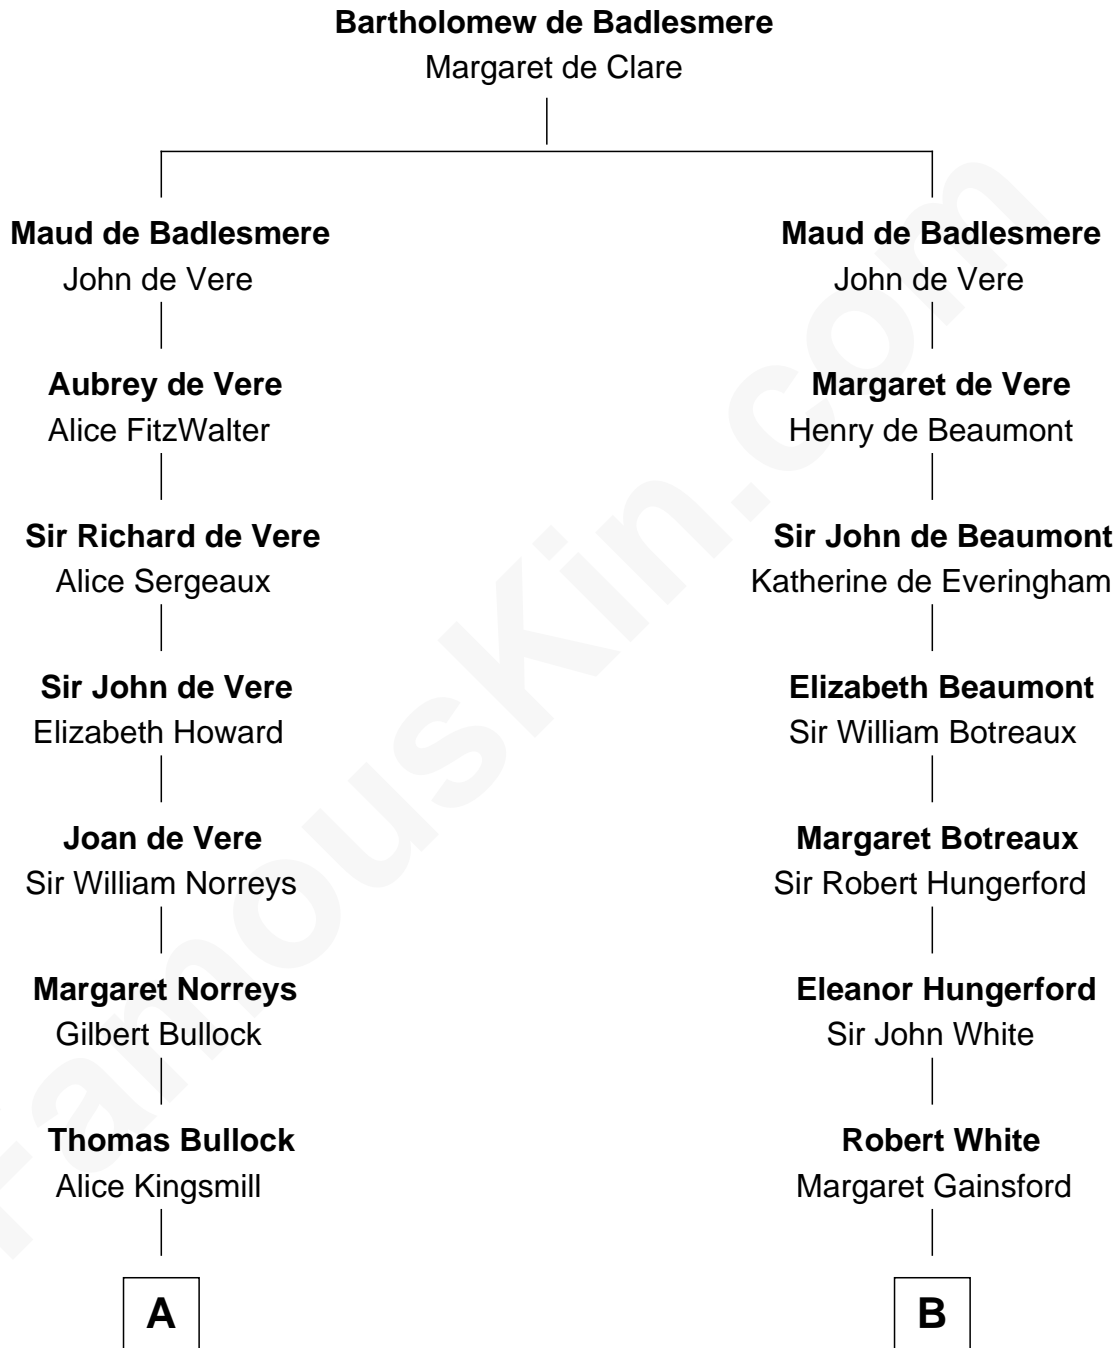 Bartholomew de Badlesmere
Margaret de Clare
Maud de Badlesmere
John de Vere
Aubrey de Vere
Alice FitzWalter
Sir Richard de Vere
Alice Sergeaux
Sir John de Vere
Elizabeth Howard
Joan de Vere
Sir William Norreys
Margaret Norreys
Gilbert Bullock
Thomas Bullock
Alice Kingsmill
A
Maud de Badlesmere
John de Vere
Margaret de Vere
Henry de Beaumont
Sir John de Beaumont
Katherine de Everingham
Elizabeth Beaumont
Sir William Botreaux
Margaret Botreaux
Sir Robert Hungerford
Eleanor Hungerford
Sir John White
Robert White
Margaret Gainsford
B
FamousKin.com